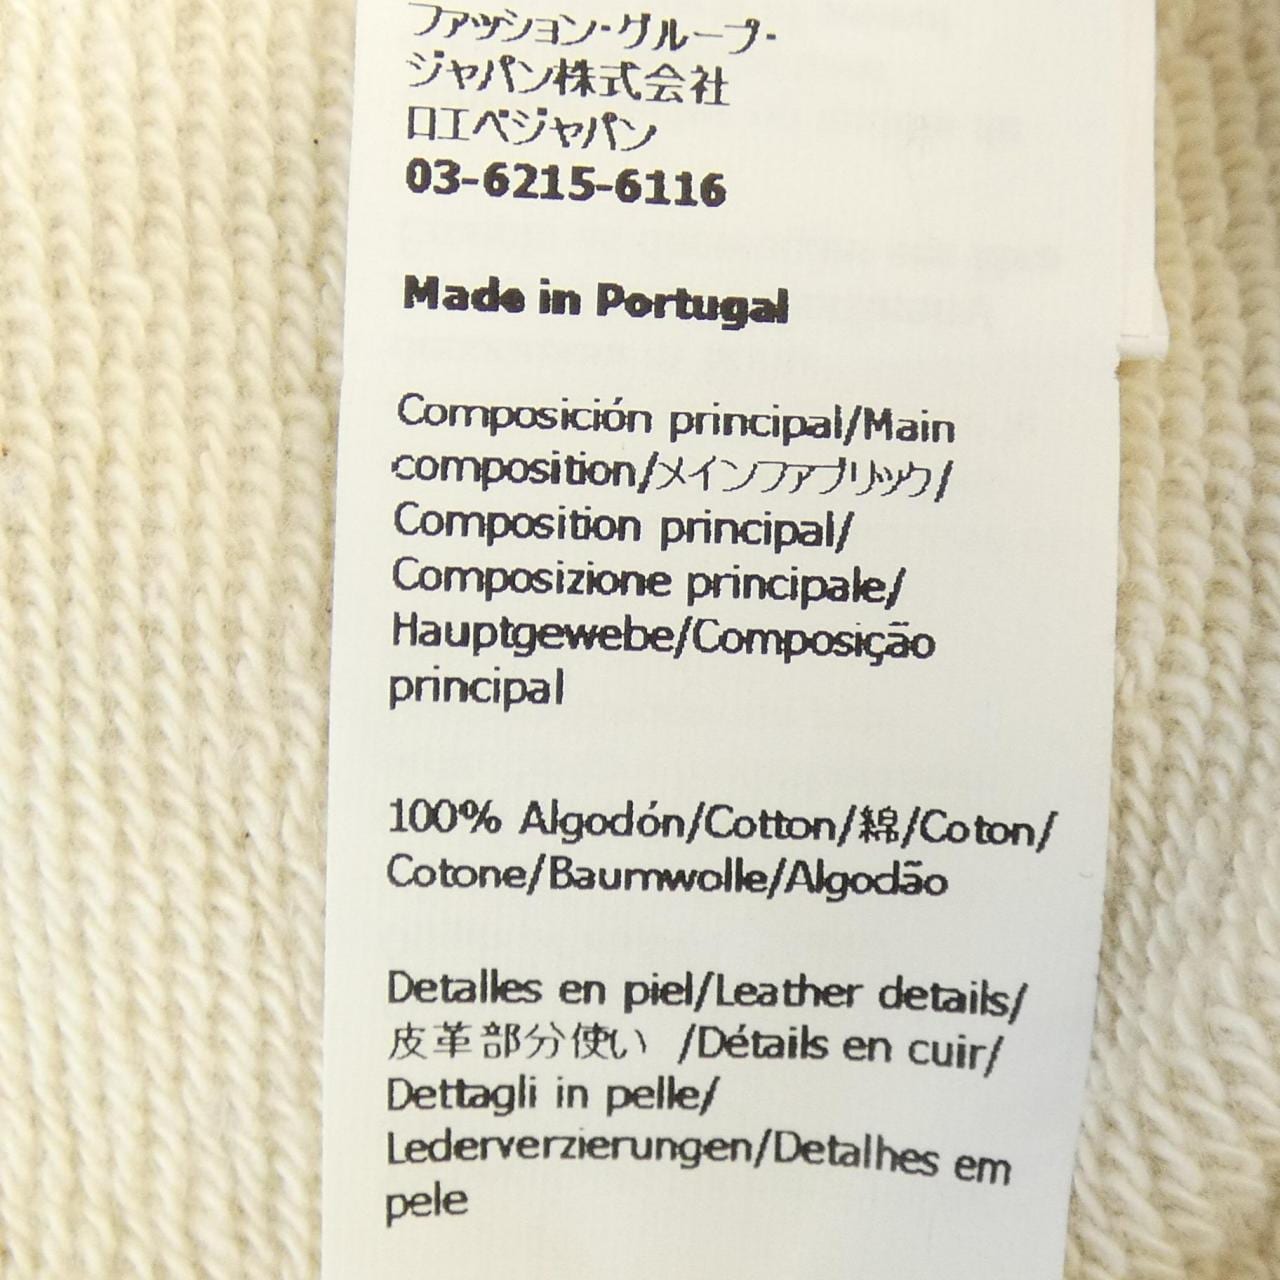 ファッション・グループ・
ジャパン株式会社
ロエベジャパン
03-6215-6116
Made in Portugal
Composición principal/Main
composition/メインファブリック/
Composition principal/
Composizione principale/
Hauptgewebe/Composição
principal
100% Algodón/Cotton/綿/Coton/
Cotone/Baumwolle/Algodão
Detalles en piel/Leather details/
皮革部分使い /Détails en cuir/
Dettagli in pelle/
Lederverzierungen/Detalhes em
pele